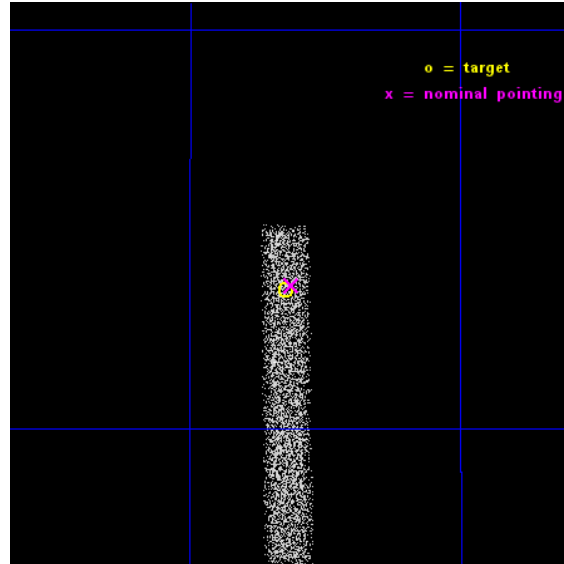 o = target
x = nominal pointing